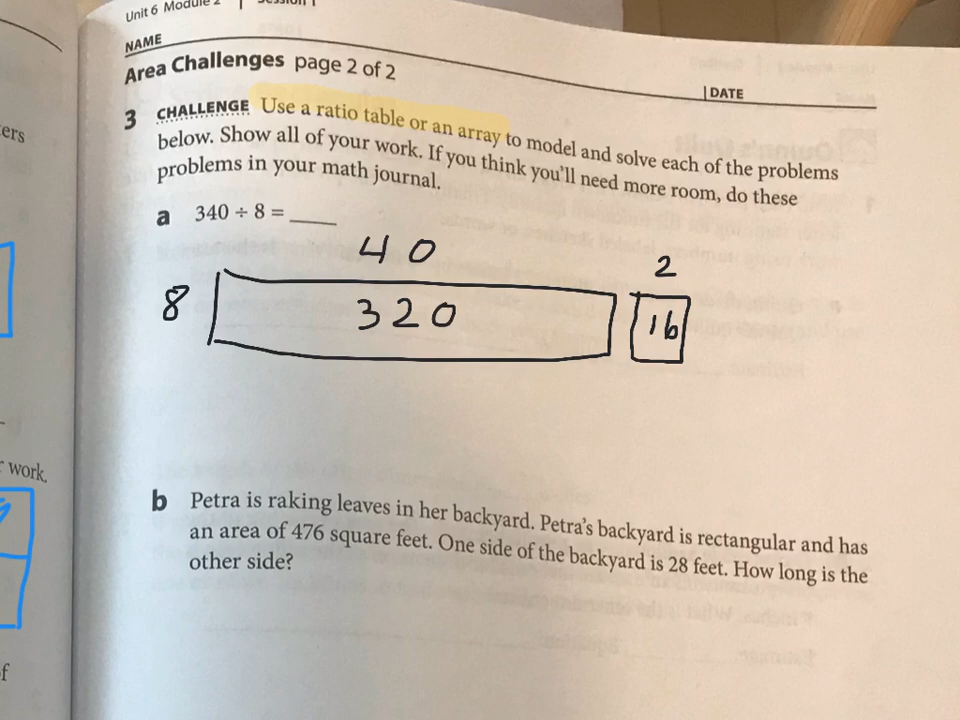 Unit 6 Module 2 | Session 1
NAME
| DATE
Area Challenges page 2 of 2
3 CHALLENGE Use a ratio table or an array to model and solve each of the problems
below. Show all of your work. If you think you'll need more room, do these
problems in your math journal.
a 340 ÷ 8 = ____
40
2
8
320
16
b Petra is raking leaves in her backyard. Petra's backyard is rectangular and has
an area of 476 square feet. One side of the backyard is 28 feet. How long is the
other side?
ers
work.
f